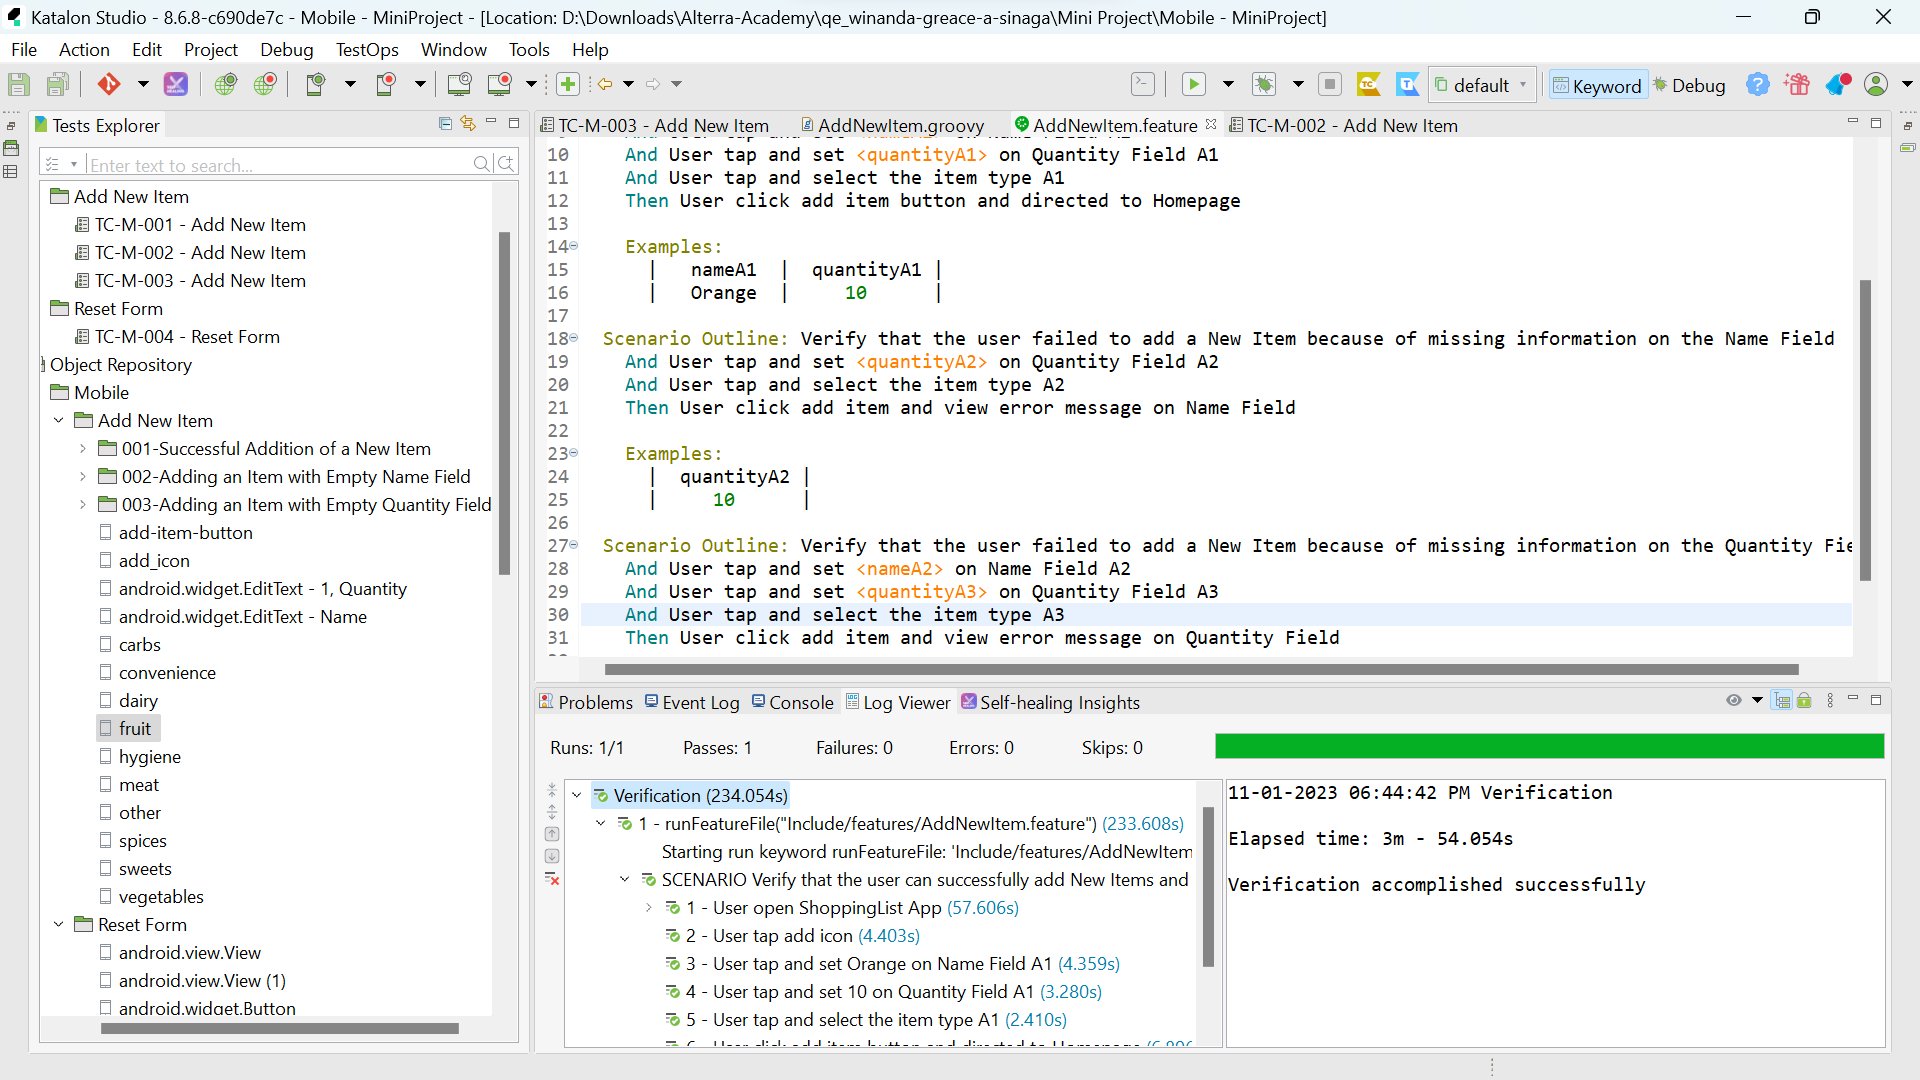 Katalon Studio - 8.6.8-c690de7c - Mobile - MiniProject - [Location: D:\Downloads\Alterra-Academy\qe_winanda-greace-a-sinaga\Mini Project\Mobile - MiniProject]
File Action Edit Project Debug TestOps Window Tools Help
default Keyword Debug
Tests Explorer
Enter text to search...
Add New Item
TC-M-001 - Add New Item
TC-M-002 - Add New Item
TC-M-003 - Add New Item
Reset Form
TC-M-004 - Reset Form
Object Repository
Mobile
Add New Item
001-Successful Addition of a New Item
002-Adding an Item with Empty Name Field
003-Adding an Item with Empty Quantity Field
add-item-button
add_icon
android.widget.EditText - 1, Quantity
android.widget.EditText - Name
carbs
convenience
dairy
fruit
hygiene
meat
other
spices
sweets
vegetables
Reset Form
android.view.View
android.view.View (1)
android.widget.Button
TC-M-003 - Add New Item AddNewItem.groovy AddNewItem.feature TC-M-002 - Add New Item
10 And User tap and set <quantityA1> on Quantity Field A1
11 And User tap and select the item type A1
12 Then User click add item button and directed to Homepage
13
14 Examples:
15 | nameA1 | quantityA1 |
16 | Orange | 10 |
17
18 Scenario Outline: Verify that the user failed to add a New Item because of missing information on the Name Field
19 And User tap and set <quantityA2> on Quantity Field A2
20 And User tap and select the item type A2
21 Then User click add item and view error message on Name Field
22
23 Examples:
24 | quantityA2 |
25 | 10 |
26
27 Scenario Outline: Verify that the user failed to add a New Item because of missing information on the Quantity Fie
28 And User tap and set <nameA2> on Name Field A2
29 And User tap and set <quantityA3> on Quantity Field A3
30 And User tap and select the item type A3
31 Then User click add item and view error message on Quantity Field
Problems Event Log Console Log Viewer Self-healing Insights
Runs: 1/1 Passes: 1 Failures: 0 Errors: 0 Skips: 0
Verification (234.054s)
1 - runFeatureFile("Include/features/AddNewItem.feature") (233.608s)
Starting run keyword runFeatureFile: 'Include/features/AddNewItem
SCENARIO Verify that the user can successfully add New Items and
1 - User open ShoppingList App (57.606s)
2 - User tap add icon (4.403s)
3 - User tap and set Orange on Name Field A1 (4.359s)
4 - User tap and set 10 on Quantity Field A1 (3.280s)
5 - User tap and select the item type A1 (2.410s)
11-01-2023 06:44:42 PM Verification
Elapsed time: 3m - 54.054s
Verification accomplished successfully